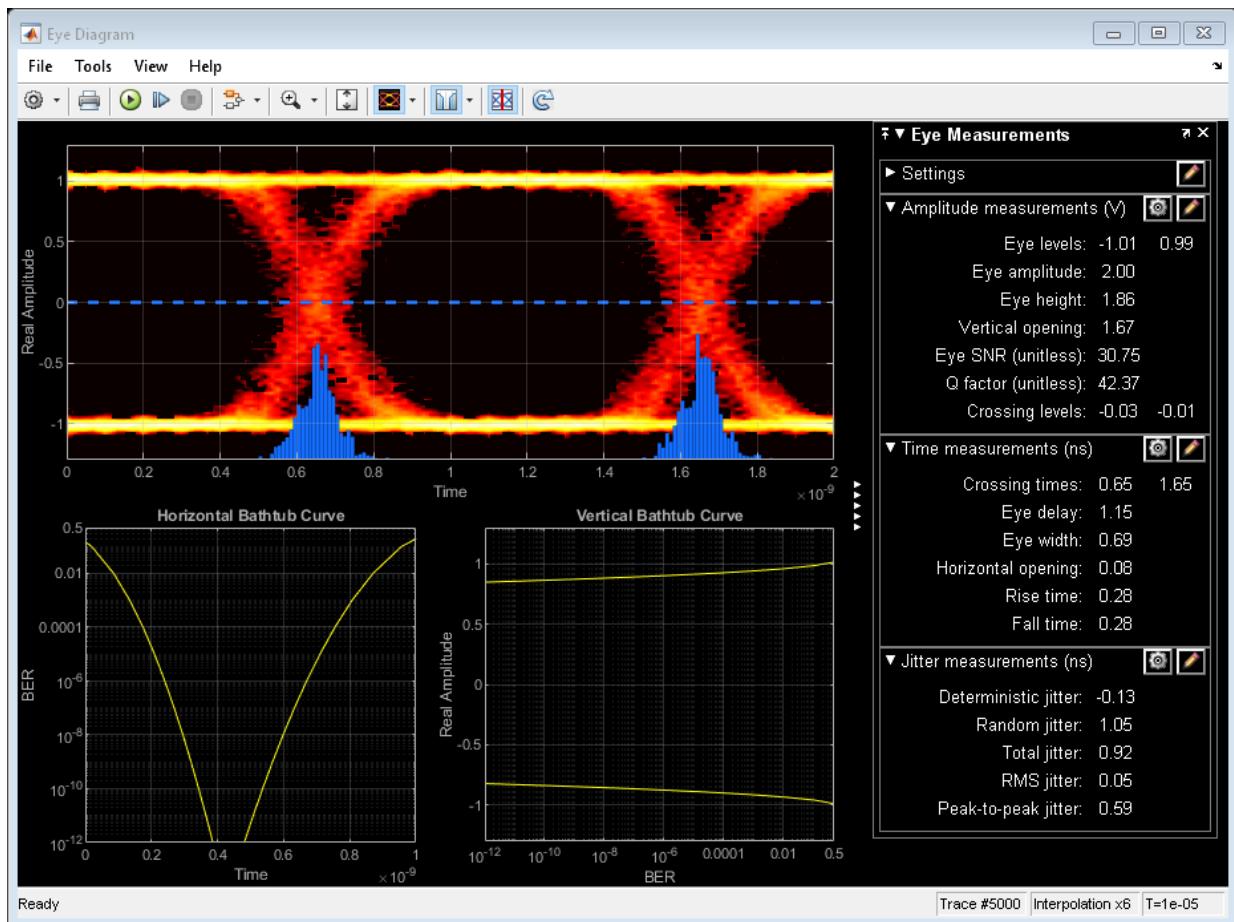 Eye Diagram
File Tools View Help
Real Amplitude
1
0.5
0
-0.5
-1
0 0.2 0.4 0.6 0.8 1 1.2 1.4 1.6 1.8 2
Time
×10^-9
Horizontal Bathtub Curve
BER
0.5
0.01
0.0001
10^-6
10^-8
10^-10
10^-12
0 0.2 0.4 0.6 0.8 1
Time
×10^-9
Vertical Bathtub Curve
Real Amplitude
1
0.5
0
-0.5
-1
10^-12 10^-10 10^-8 10^-6 0.0001 0.01 0.5
BER
Eye Measurements
Settings
Amplitude measurements (V)
Eye levels: -1.01 0.99
Eye amplitude: 2.00
Eye height: 1.86
Vertical opening: 1.67
Eye SNR (unitless): 30.75
Q factor (unitless): 42.37
Crossing levels: -0.03 -0.01
Time measurements (ns)
Crossing times: 0.65 1.65
Eye delay: 1.15
Eye width: 0.69
Horizontal opening: 0.08
Rise time: 0.28
Fall time: 0.28
Jitter measurements (ns)
Deterministic jitter: -0.13
Random jitter: 1.05
Total jitter: 0.92
RMS jitter: 0.05
Peak-to-peak jitter: 0.59
Ready
Trace #5000 Interpolation x6 T=1e-05